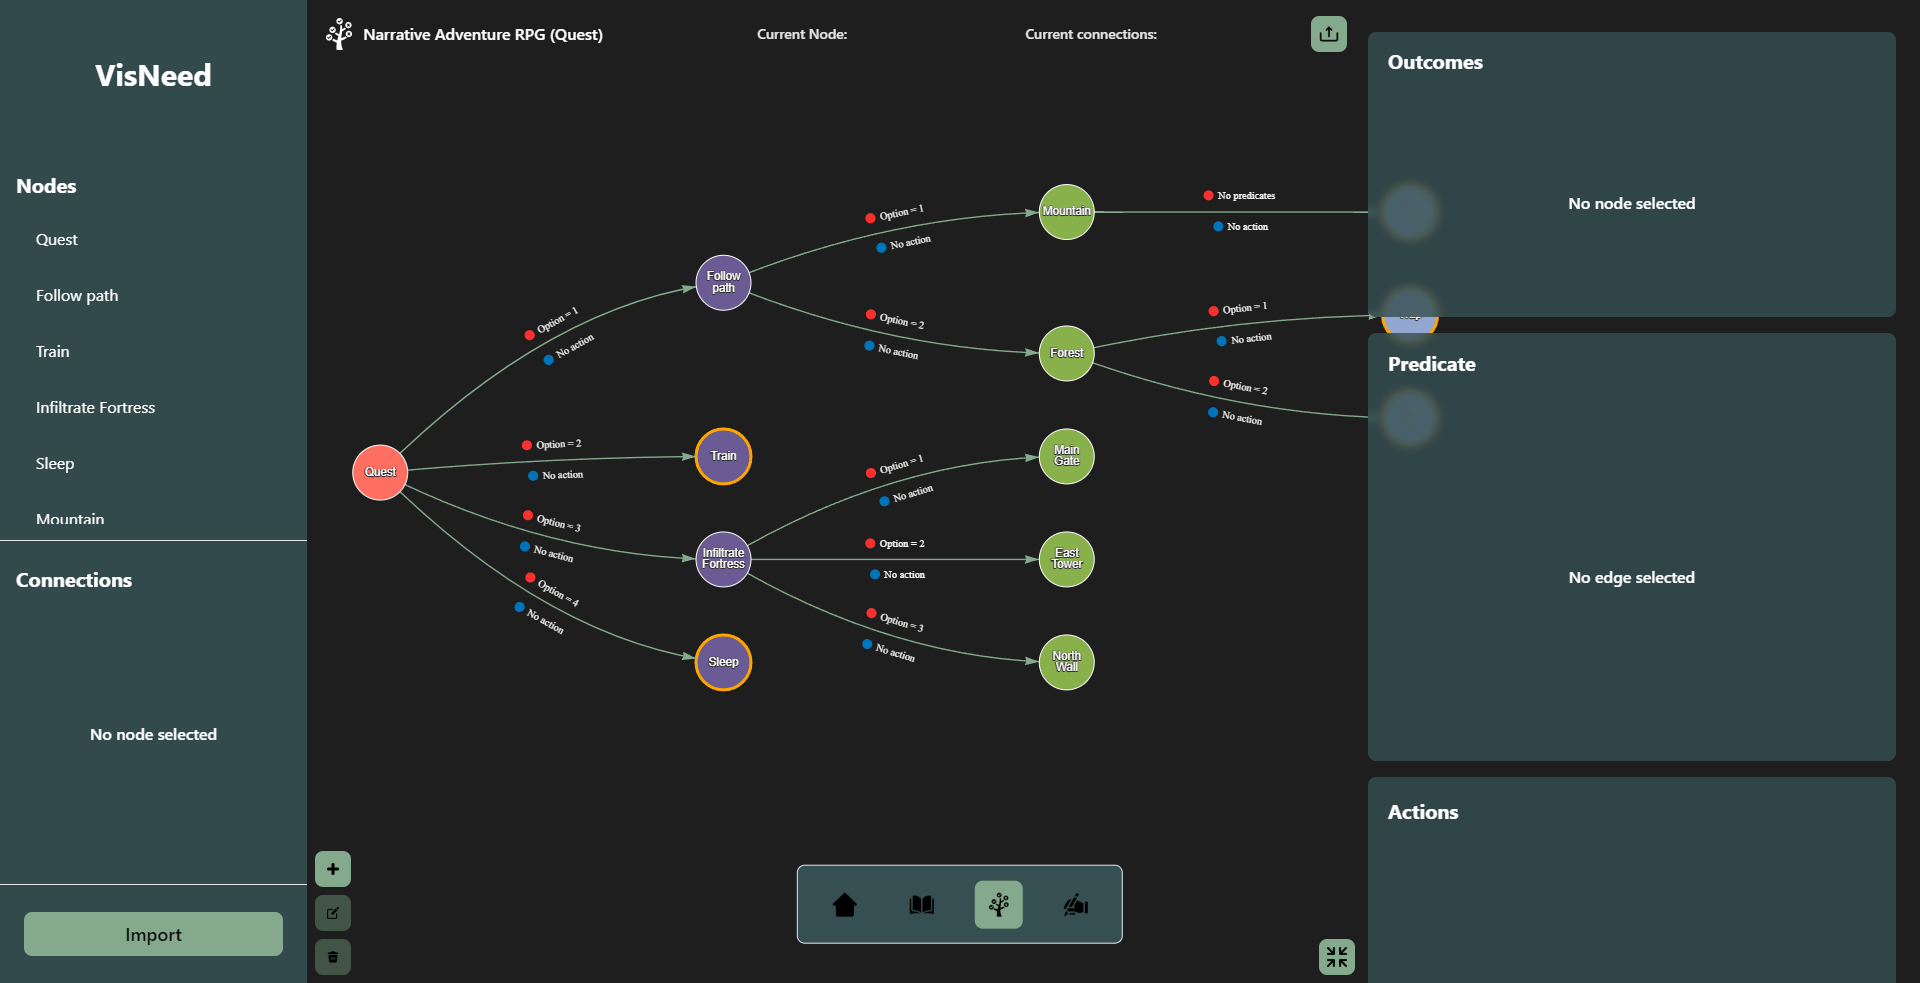 VisNeed
Nodes
Quest
Follow path
Train
Infiltrate Fortress
Sleep
Mountain
Connections
No node selected
Import
Narrative Adventure RPG (Quest)
Current Node:
Current connections:
Quest
Option = 1
No action
Option = 2
No action
Option = 3
No action
Option = 4
No action
Follow
path
Train
Infiltrate
Fortress
Sleep
Option = 1
No action
Option = 2
No action
Option = 1
No action
Option = 2
No action
Option = 3
No action
Mountain
Forest
Main
Gate
East
Tower
North
Wall
No predicates
No action
Option = 1
No action
Option = 2
No action
Outcomes
No node selected
Predicate
No edge selected
Actions